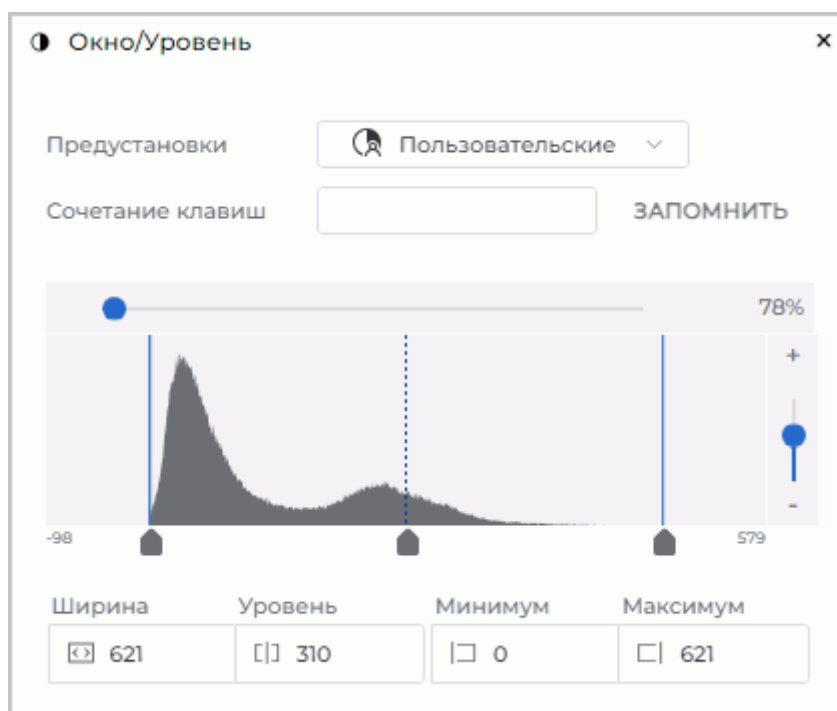 Окно/Уровень
Предустановки Пользовательские
Сочетание клавиш ЗАПОМНИТЬ
78%
+
-
-98 579
Ширина Уровень Минимум Максимум
621 310 0 621